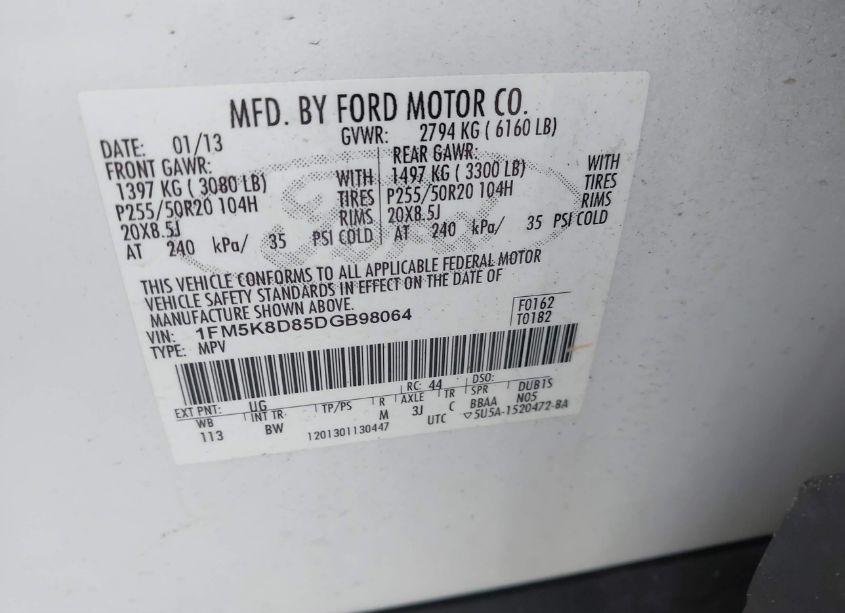 MFD. BY FORD MOTOR CO.
DATE: 01/13 GVWR: 2794 KG ( 6160 LB)
FRONT GAWR: REAR GAWR:
1397 KG ( 3080 LB) WITH 1497 KG ( 3300 LB) WITH
P255/50R20 104H TIRES P255/50R20 104H TIRES
20X8.5J RIMS 20X8.5J RIMS
AT 240 kPa/ 35 PSI COLD AT 240 kPa/ 35 PSI COLD
THIS VEHICLE CONFORMS TO ALL APPLICABLE FEDERAL MOTOR
VEHICLE SAFETY STANDARDS IN EFFECT ON THE DATE OF
MANUFACTURE SHOWN ABOVE.
VIN: 1FM5K8D85DGB98064 F0162
TYPE: MPV T0182
EXT PNT: UG RC: 44 DSO:
WB INT TR TP/PS R AXLE TR SPR DUB1S
113 BW M 3J C BBAA N05
1201301130447 UTC ▽5U5A-1520472-BA